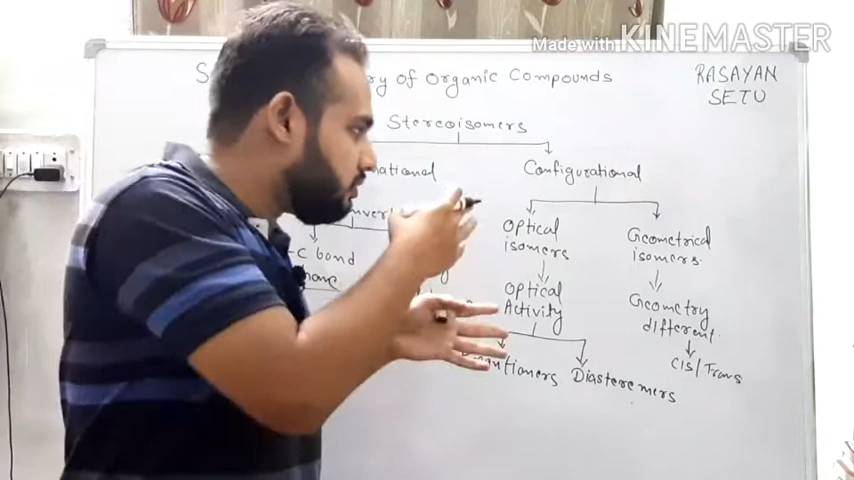 Made with KINEMASTER
of Organic Compounds
RASAYAN
SETU
Stereoisomers
Configurational
Optical
isomers
Geometrical
isomers.
C bond
Optical
Activity
Geometry
different.
Cis/Trans
Diastereomers